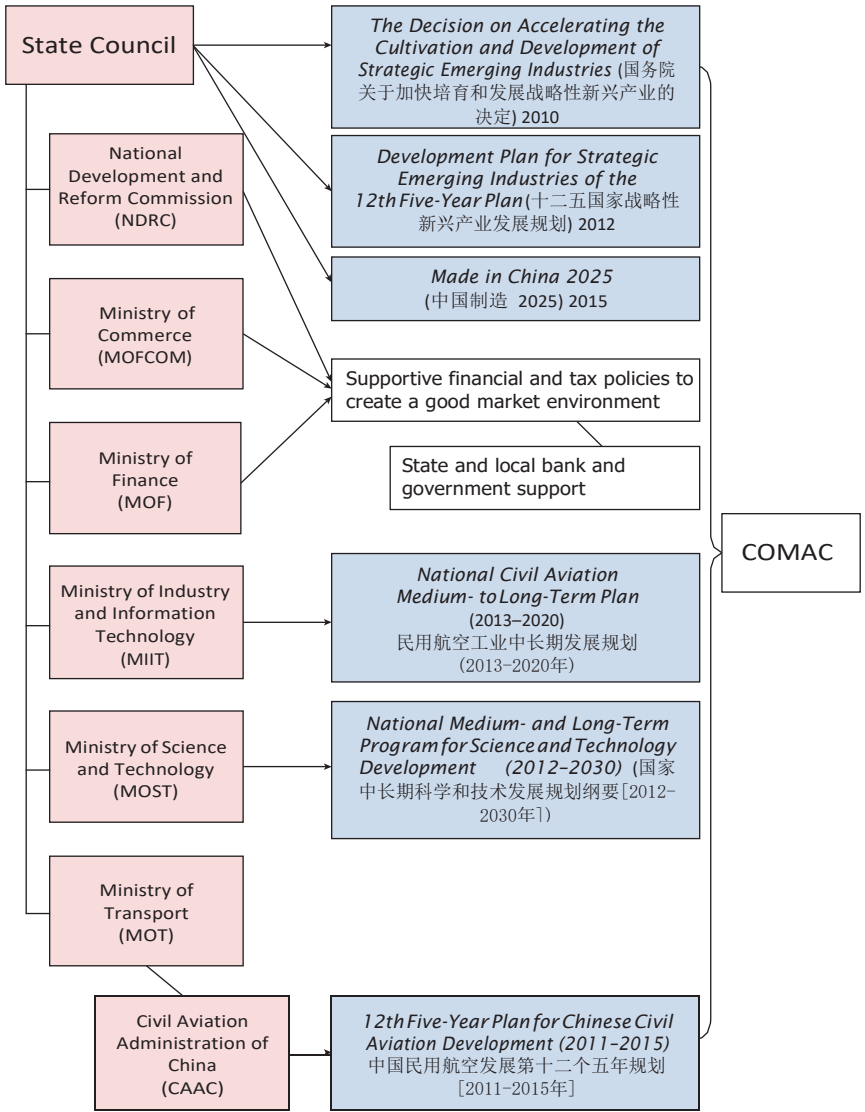 State Council
The Decision on Accelerating the
Cultivation and Development of
Strategic Emerging Industries (国务院
关于加快培育和发展战略性新兴产业的
决定) 2010
National
Development and
Reform Commission
(NDRC)
Development Plan for Strategic
Emerging Industries of the
12th Five-Year Plan (十二五国家战略性
新兴产业发展规划) 2012
Made in China 2025
(中国制造 2025) 2015
Ministry of
Commerce
(MOFCOM)
Supportive financial and tax policies to
create a good market environment
Ministry of
Finance
(MOF)
State and local bank and
government support
COMAC
Ministry of Industry
and Information
Technology
(MIIT)
National Civil Aviation
Medium- to Long-Term Plan
(2013–2020)
民用航空工业中长期发展规划
(2013-2020年)
Ministry of Science
and Technology
(MOST)
National Medium- and Long-Term
Program for Science and Technology
Development (2012–2030) (国家
中长期科学和技术发展规划纲要[2012-
2030年])
Ministry of
Transport
(MOT)
Civil Aviation
Administration of
China
(CAAC)
12th Five-Year Plan for Chinese Civil
Aviation Development (2011–2015)
中国民用航空发展第十二个五年规划
[2011-2015年]